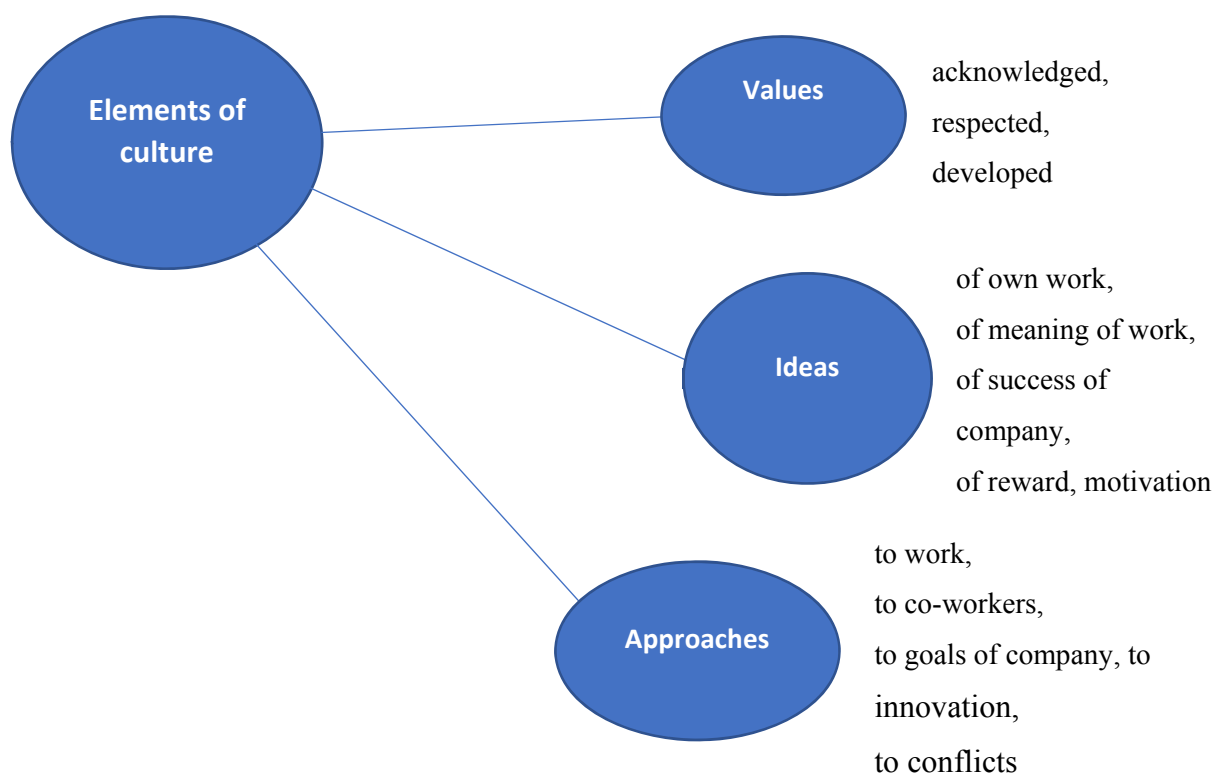 Elements of
culture
Values
acknowledged,
respected,
developed
Ideas
of own work,
of meaning of work,
of success of
company,
of reward, motivation
Approaches
to work,
to co-workers,
to goals of company, to
innovation,
to conflicts